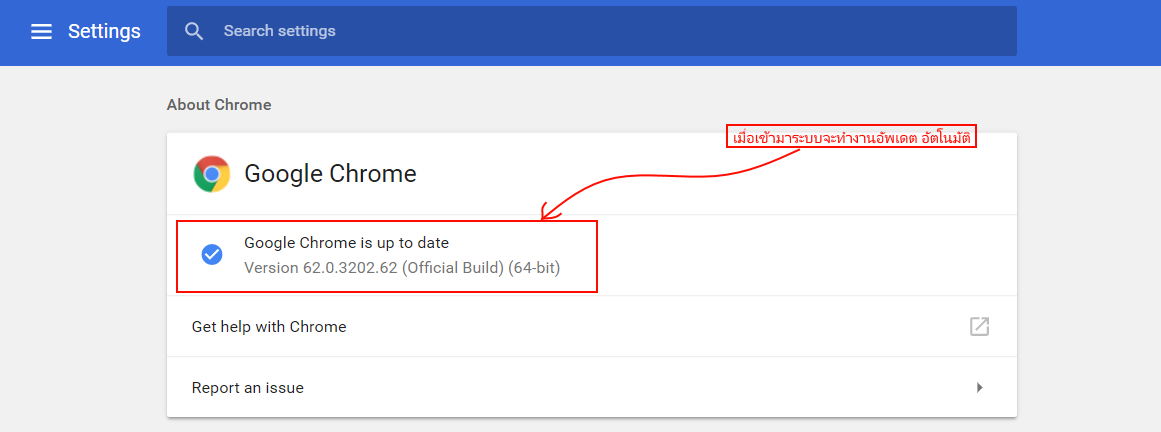 Settings
Search settings
About Chrome
เมื่อเข้ามาระบบจะทำงานอัพเดต อัตโนมัติ
Google Chrome
Google Chrome is up to date
Version 62.0.3202.62 (Official Build) (64-bit)
Get help with Chrome
Report an issue